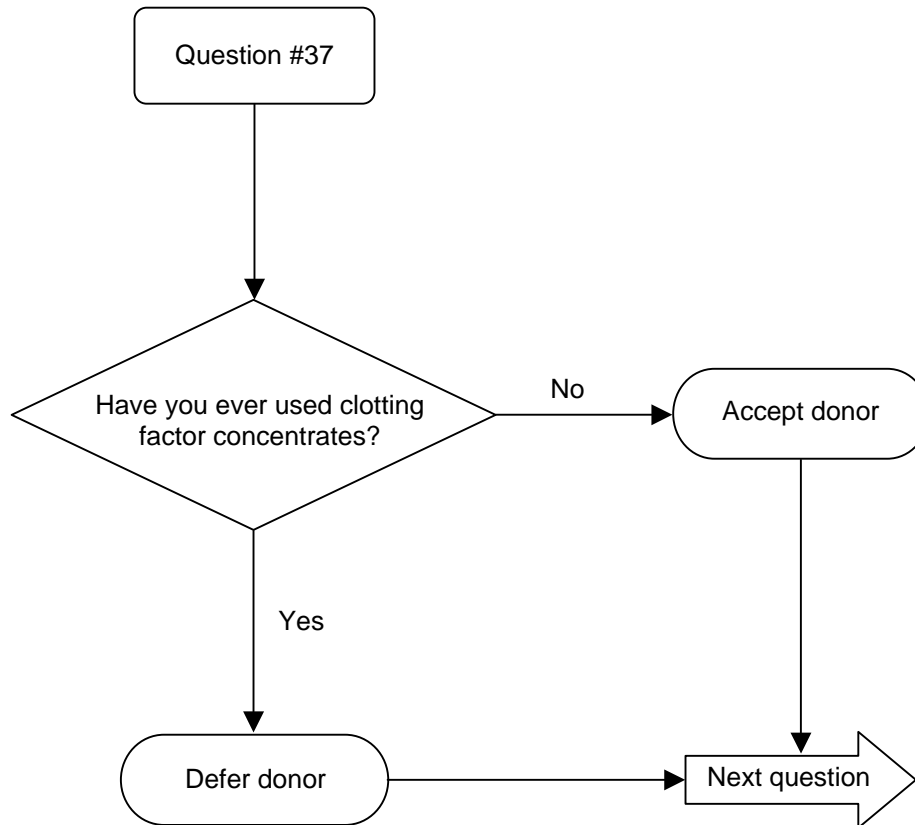 Question #37
Have you ever used clotting
factor concentrates?
No
Accept donor
Yes
Defer donor
Next question